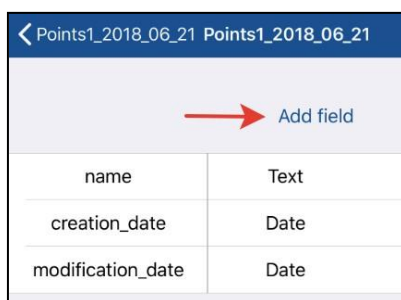 Points1_2018_06_21 Points1_2018_06_21
Add field
name Text
creation_date Date
modification_date Date